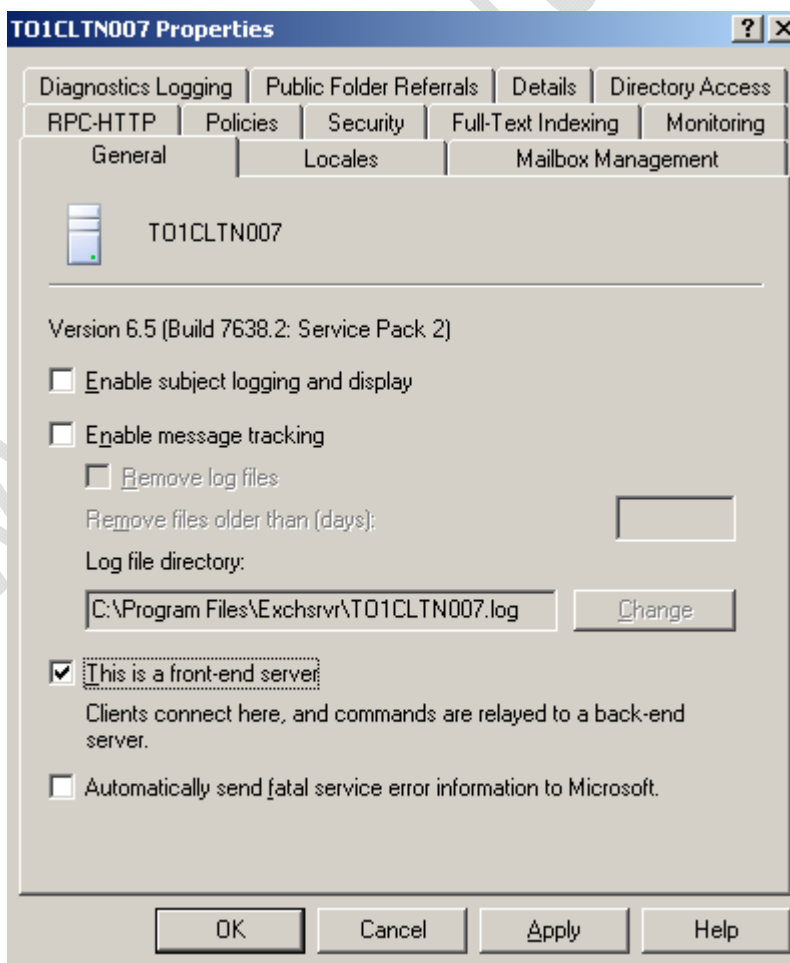 TO1CLTN007 Properties
Diagnostics Logging Public Folder Referrals Details Directory Access
RPC-HTTP Policies Security Full-Text Indexing Monitoring
General Locales Mailbox Management
TO1CLTN007
Version 6.5 (Build 7638.2: Service Pack 2)
Enable subject logging and display
Enable message tracking
Remove log files
Remove files older than (days):
Log file directory:
C:\Program Files\Exchsrvr\TO1CLTN007.log Change
This is a front-end server
Clients connect here, and commands are relayed to a back-end
server.
Automatically send fatal service error information to Microsoft.
OK Cancel Apply Help